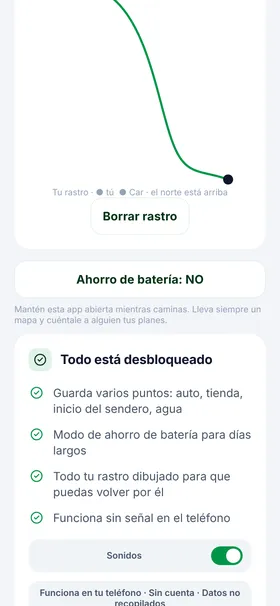 Tu rastro · ● tú ● Car · el norte está arriba
Borrar rastro
Ahorro de batería: NO
Mantén esta app abierta mientras caminas. Lleva siempre un
mapa y cuéntale a alguien tus planes.
Todo está desbloqueado
Guarda varios puntos: auto, tienda,
inicio del sendero, agua
Modo de ahorro de batería para días
largos
Todo tu rastro dibujado para que
puedas volver por él
Funciona sin señal en el teléfono
Sonidos
Funciona en tu teléfono · Sin cuenta · Datos no
recopilados